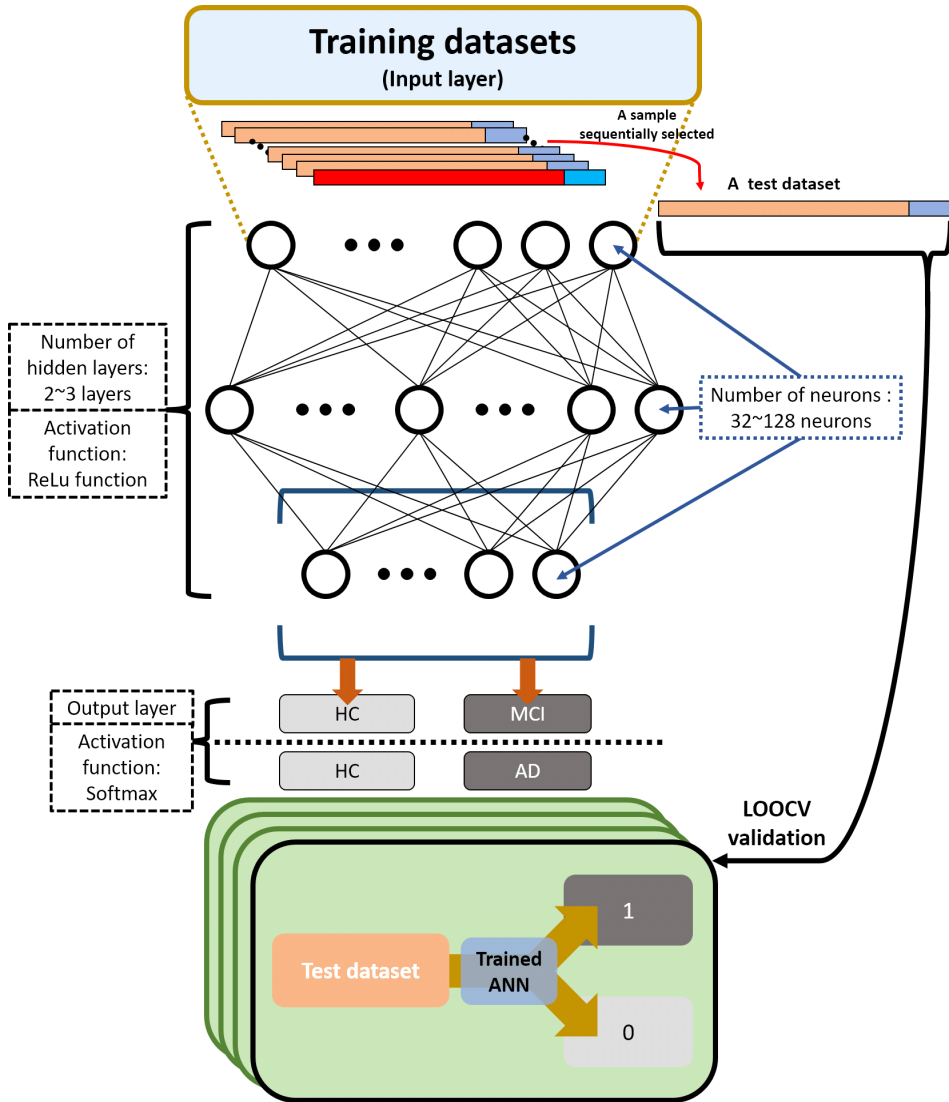 Training datasets
(Input layer)
A sample
sequentially selected
A  test dataset
Number of
hidden layers:
2~3 layers
Activation
function:
ReLu function
Number of neurons :
32~128 neurons
Output layer
Activation
function:
Softmax
HC
MCI
HC
AD
LOOCV
validation
Test dataset
Trained
ANN
1
0